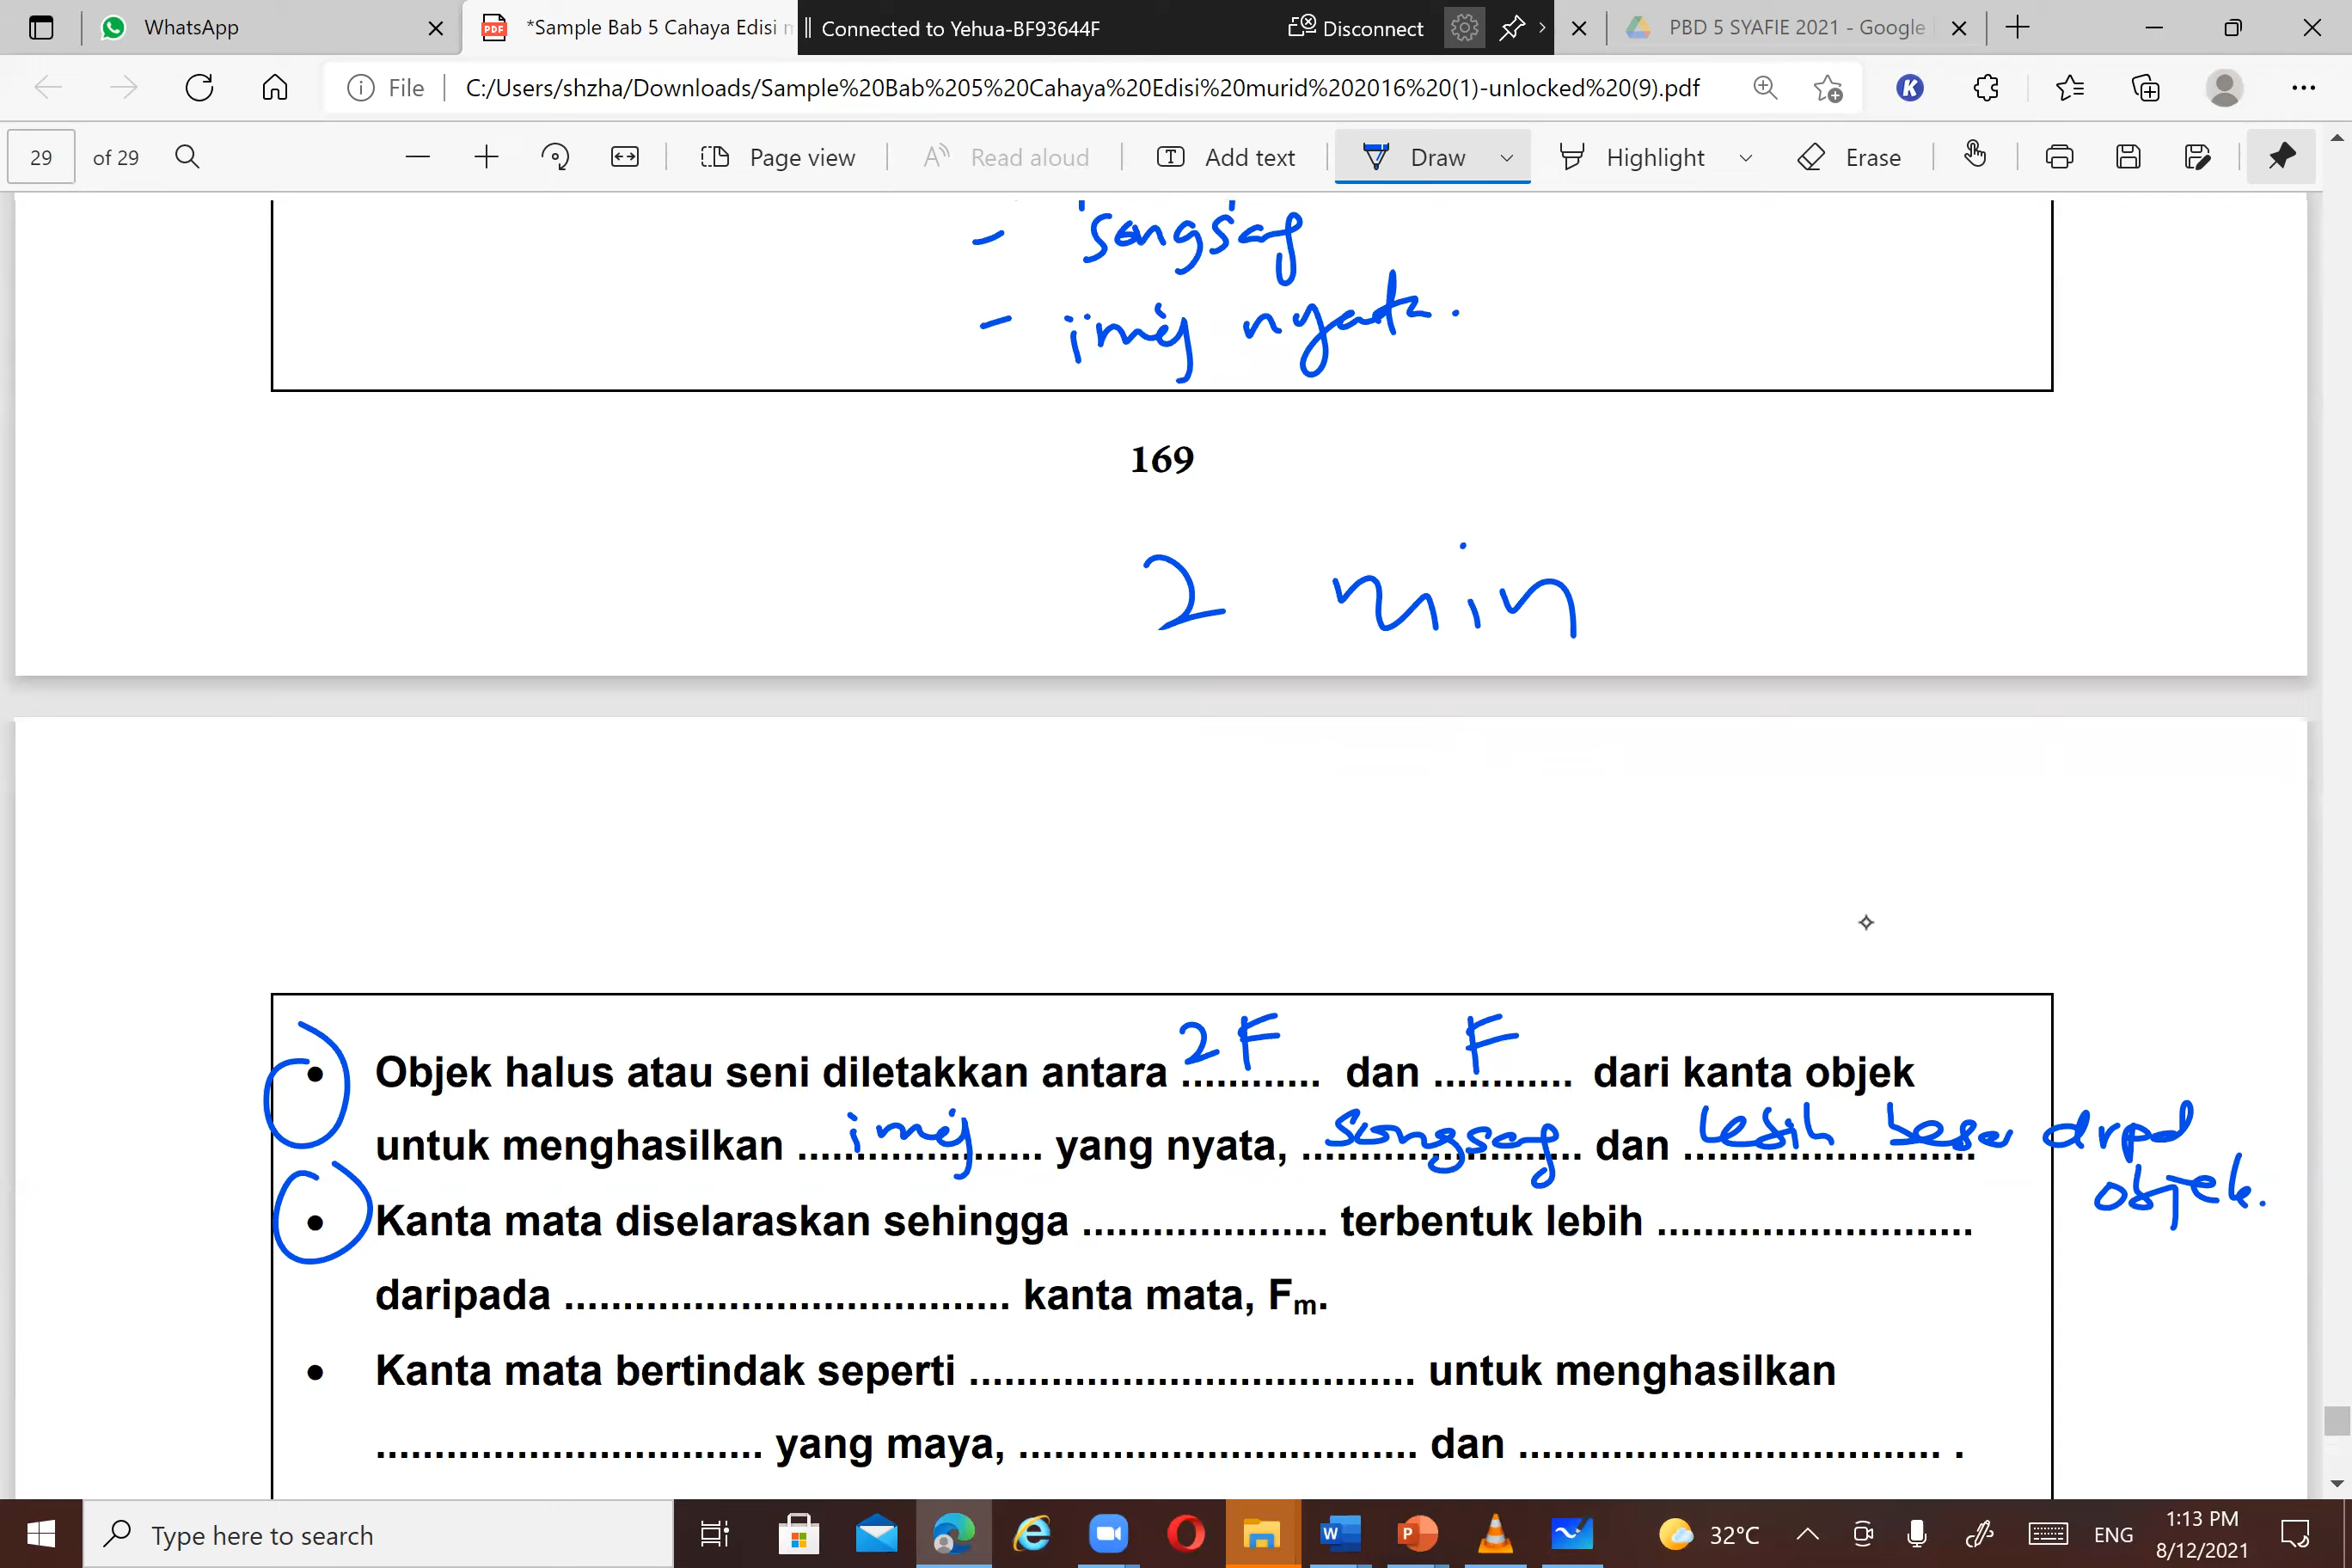 WhatsApp
*Sample Bab 5 Cahaya Edisi m
Connected to Yehua-BF93644F
Disconnect
PBD 5 SYAFIE 2021 - Google
File
C:/Users/shzha/Downloads/Sample%20Bab%205%20Cahaya%20Edisi%20murid%202016%20(1)-unlocked%20(9).pdf
29 of 29
Page view
Read aloud
Add text
Draw
Highlight
Erase
- songsang
- imej nyata.
169
2 min
Objek halus atau seni diletakkan antara 2F dan F dari kanta objek
untuk menghasilkan imej yang nyata, songsang dan lebih besar drpd
objek.
Kanta mata diselaraskan sehingga ..................... terbentuk lebih ...........................
daripada ...................................... kanta mata, Fm.
Kanta mata bertindak seperti ...................................... untuk menghasilkan
................................. yang maya, .................................. dan .................................... .
Type here to search
32°C
ENG
1:13 PM
8/12/2021